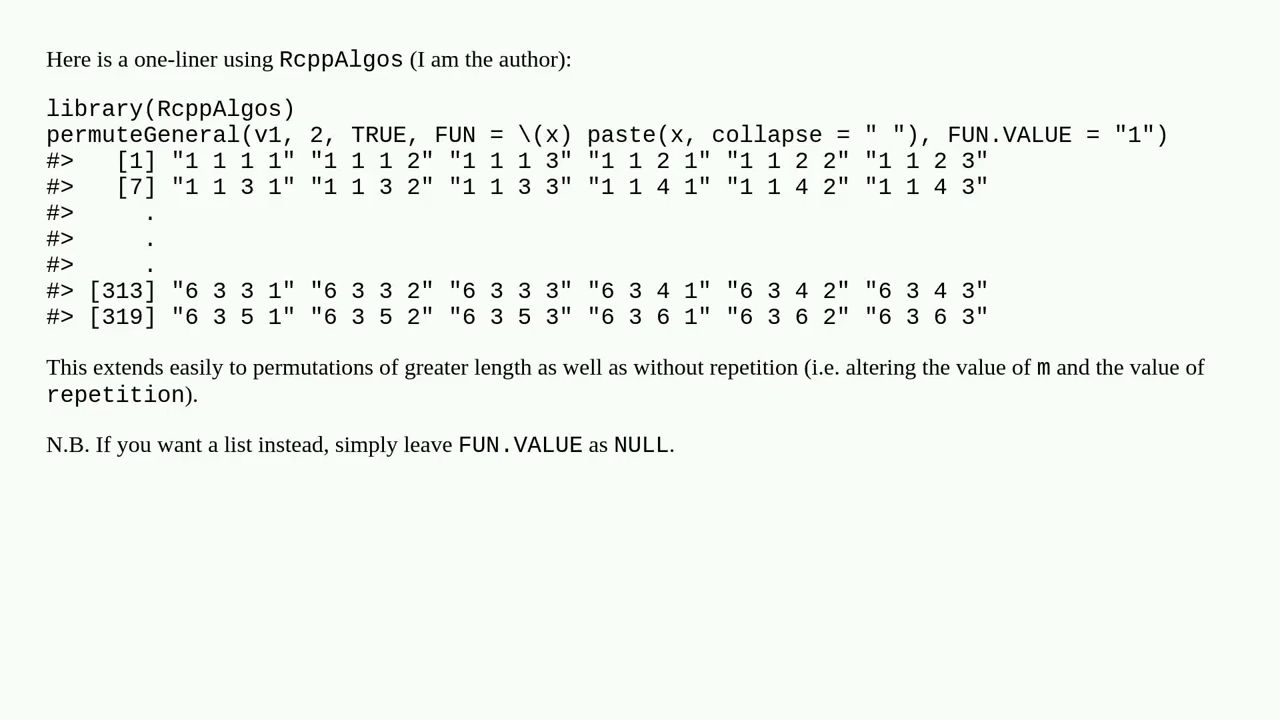 Here is a one-liner using RcppAlgos (I am the author):
library(RcppAlgos)
permuteGeneral(v1, 2, TRUE, FUN = \(x) paste(x, collapse = " "), FUN.VALUE = "1")
#>   [1] "1 1 1 1" "1 1 1 2" "1 1 1 3" "1 1 2 1" "1 1 2 2" "1 1 2 3"
#>   [7] "1 1 3 1" "1 1 3 2" "1 1 3 3" "1 1 4 1" "1 1 4 2" "1 1 4 3"
#>     .
#>     .
#>     .
#> [313] "6 3 3 1" "6 3 3 2" "6 3 3 3" "6 3 4 1" "6 3 4 2" "6 3 4 3"
#> [319] "6 3 5 1" "6 3 5 2" "6 3 5 3" "6 3 6 1" "6 3 6 2" "6 3 6 3"
This extends easily to permutations of greater length as well as without repetition (i.e. altering the value of m and the value of
repetition).
N.B. If you want a list instead, simply leave FUN.VALUE as NULL.